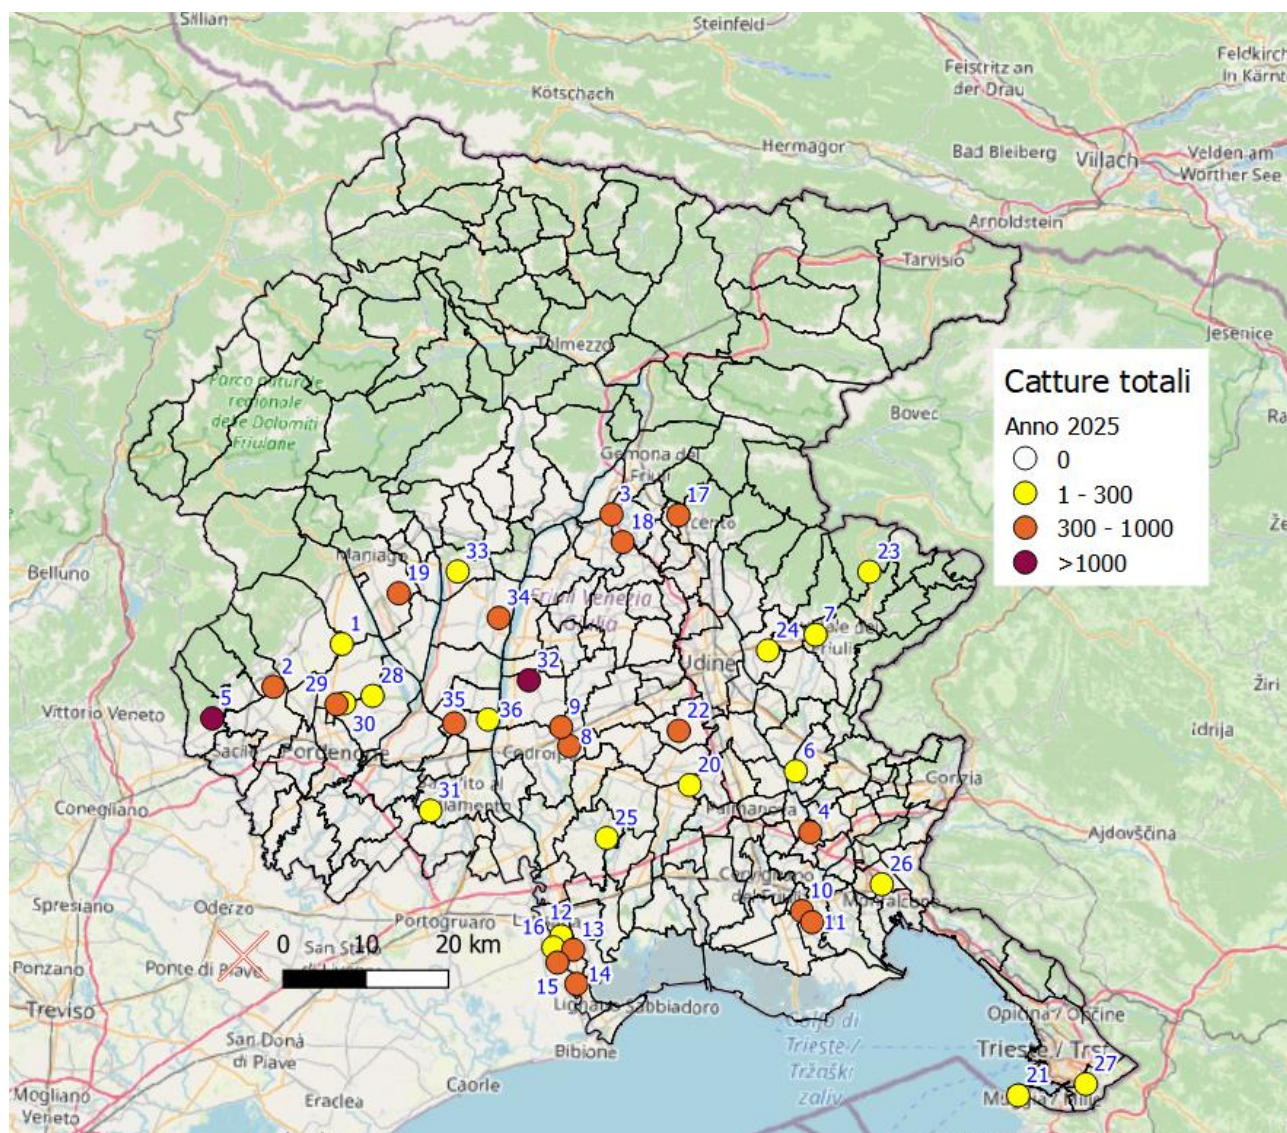 Sillian
Steinfeld
Feldkirch
in Kärnt
Feistritz an
der Drau
Kötschach
Hermagor
Bad Bleiberg
Villach
Velden am
Wörther See
Arnoldstein
Tarvisio
Jesenice
Tolmezzo
Parco naturale
regionale
delle Dolomiti
Friulane
Bovec
Catture totali
Anno 2025
0
1 - 300
300 - 1000
>1000
Gemona del
Friuli
3
17
18
Maniago
33
23
Belluno
19
34
Friuli Venezia
Giulia
1
24
7
Udine
2
29
28
32
5
30
35
36
9
22
8
Žiri
Vittorio Veneto
Idrija
Sacile
Pordenone
Codroipo
6
Gorizia
20
Palmanova
31
25
4
Conegliano
Ajdovščina
26
10
11
Monfalcone
Spresiano
Oderzo
Portogruaro
12
16
13
0
10
20 km
Ponzano
Ponte di Piave
14
15
Lignano Sabbiadoro
Treviso
Opicina / Opčine
San Donà
di Piave
Bibione
Golfo di
Trieste /
Tržaški
zaliv
Trieste / Trst
21
27
Caorle
Eraclea
Mogliano
Veneto